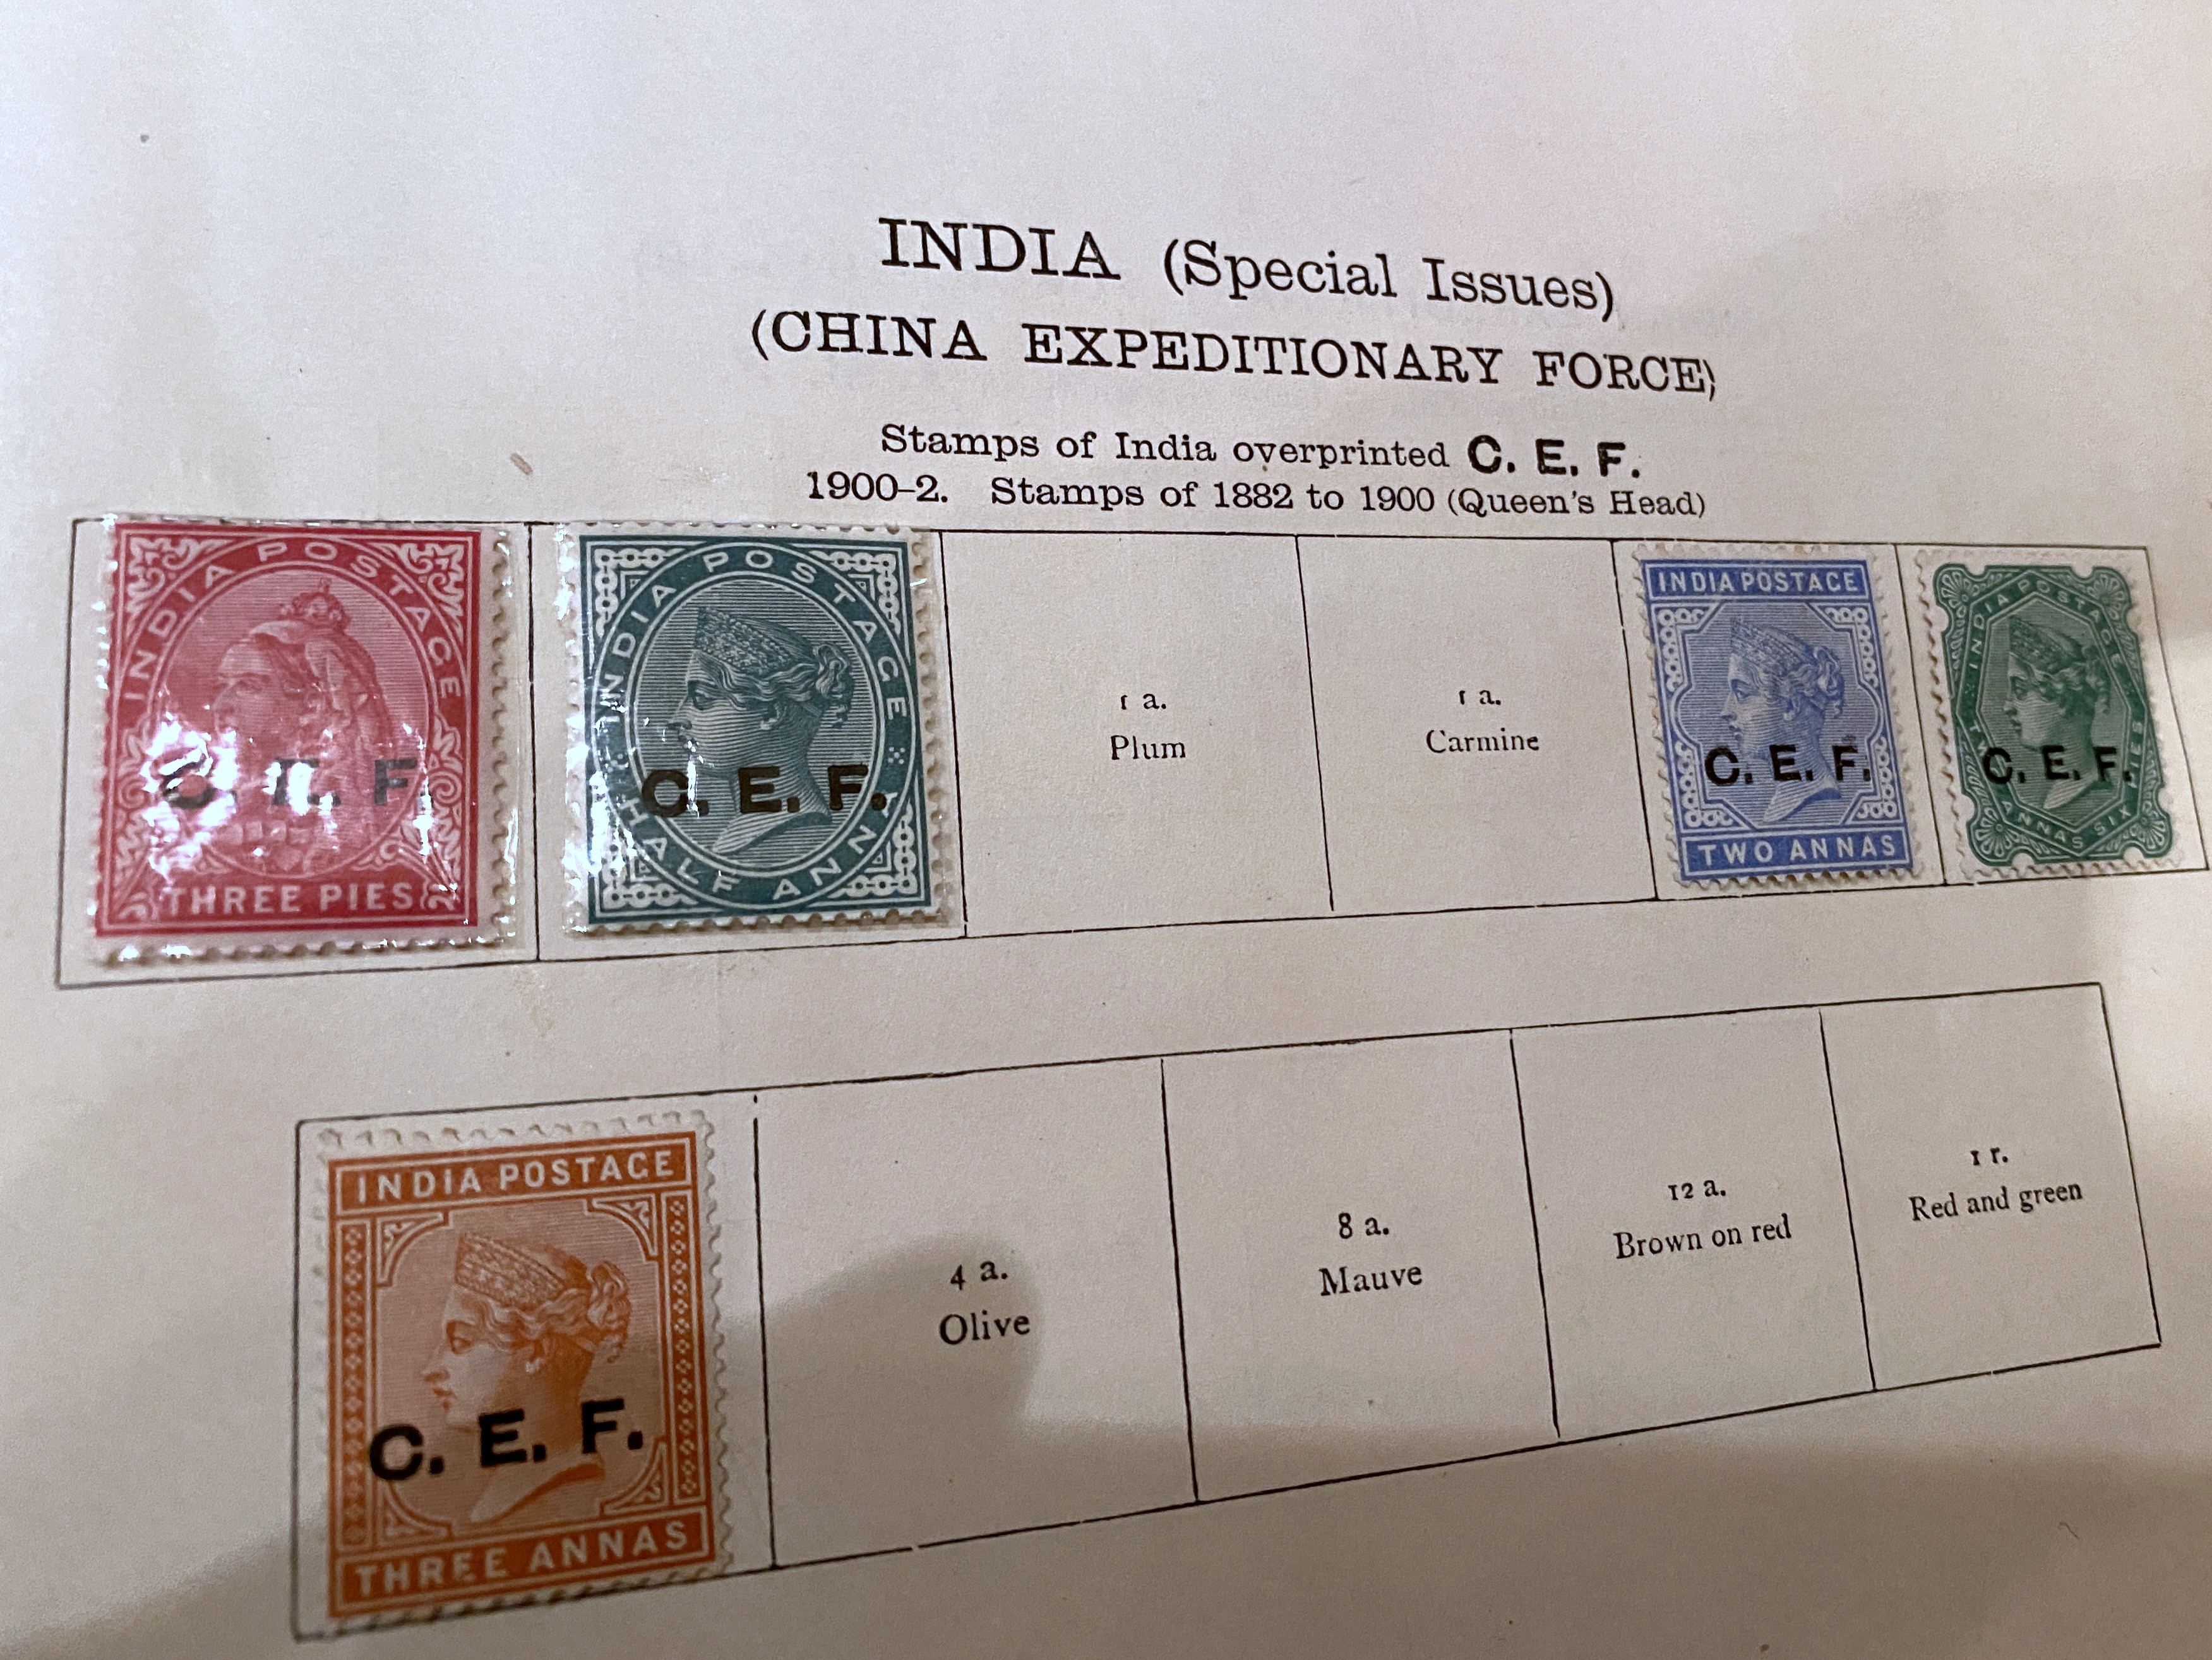 INDIA (Special Issues)
(CHINA EXPEDITIONARY FORCE)
Stamps of India overprinted C. E. F.
1900–2. Stamps of 1882 to 1900 (Queen's Head)
INDIA POSTAGE
C. E. F.
THREE PIES
INDIA POSTAGE
C. E. F.
HALF ANNA
1 a.
Plum
1 a.
Carmine
INDIA POSTAGE
C. E. F.
TWO ANNAS
INDIA POSTAGE
C. E. F.
ANNAS SIX PIES
INDIA POSTAGE
C. E. F.
THREE ANNAS
4 a.
Olive
8 a.
Mauve
12 a.
Brown on red
1 r.
Red and green